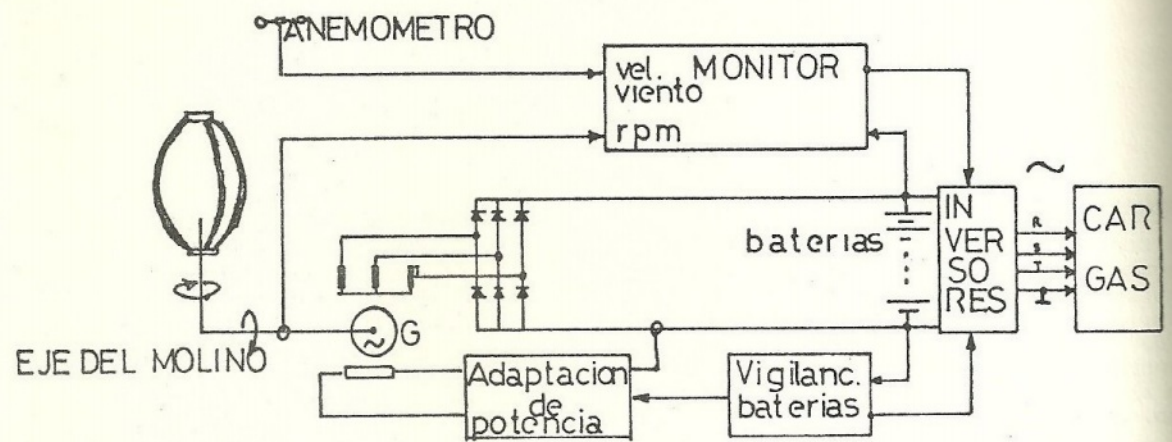 ANEMOMETRO
vel. MONITOR
viento
rpm
baterias
IN
VER
SO
RES
R
S
T
CAR
GAS
G
EJE DEL MOLINO
Adaptacion
de
potencia
Vigilanc.
baterias